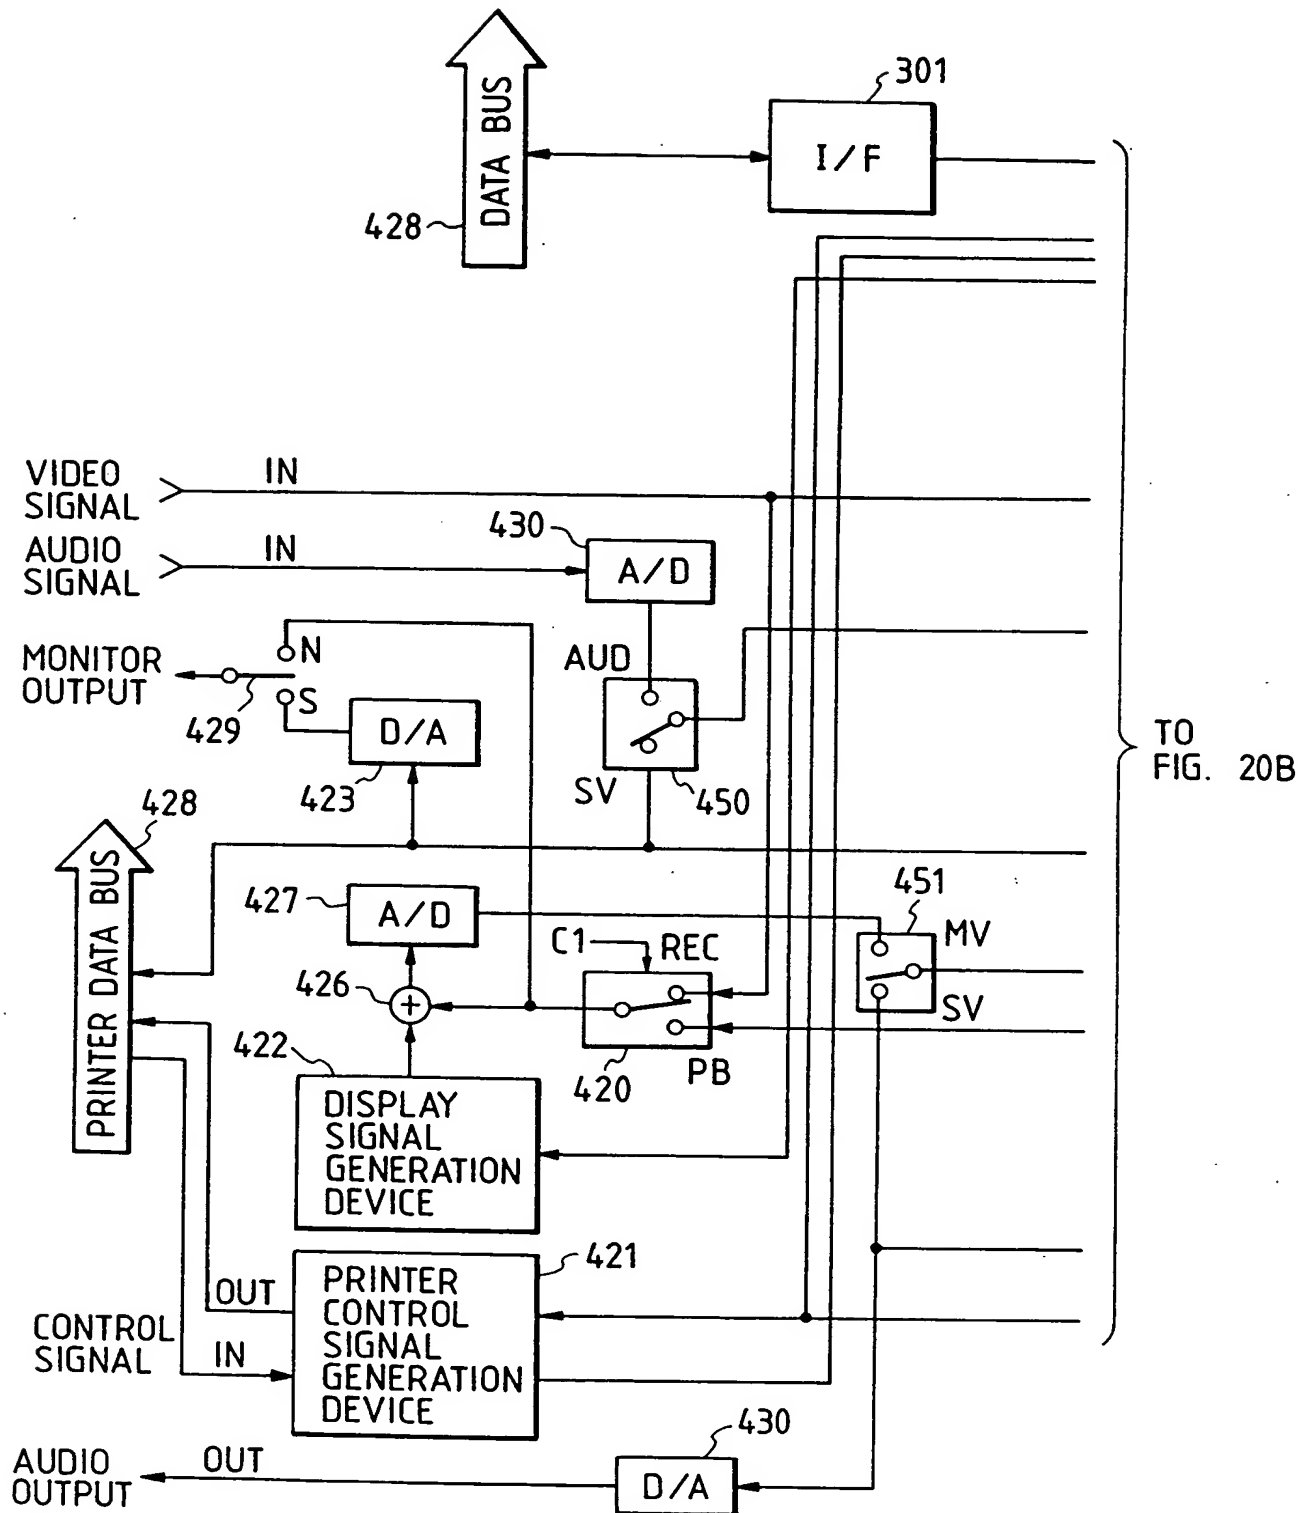 301
DATA BUS
I/F
428
VIDEO
SIGNAL
IN
430
AUDIO
SIGNAL
IN
A/D
N
AUD
MONITOR
OUTPUT
S
429
D/A
423
SV
450
TO
FIG. 20B
428
PRINTER DATA BUS
427
A/D
451
MV
C1
REC
426
+
SV
422
420
PB
DISPLAY
SIGNAL
GENERATION
DEVICE
421
OUT
PRINTER
CONTROL
SIGNAL
GENERATION
DEVICE
CONTROL
SIGNAL
IN
430
AUDIO
OUTPUT
OUT
D/A